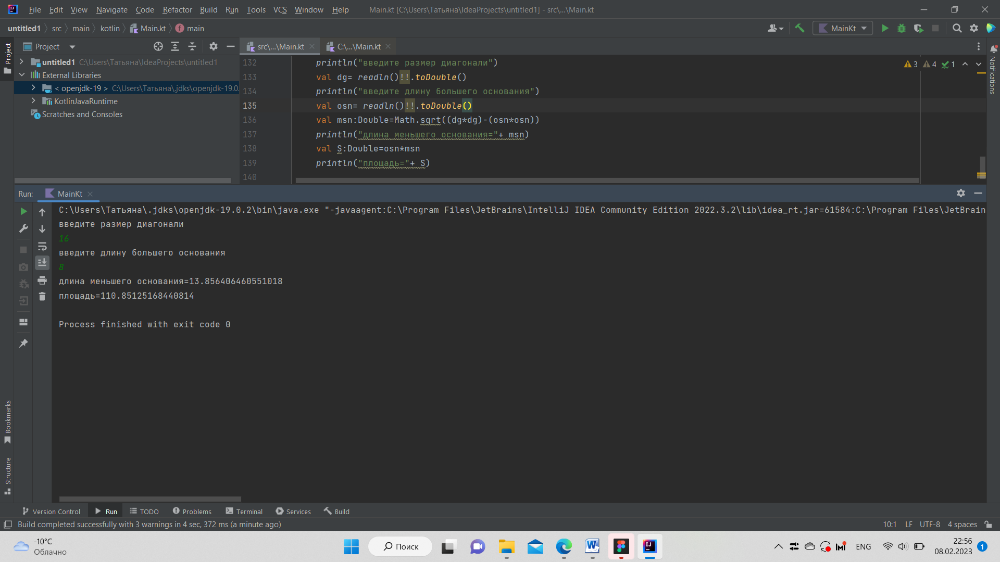 File Edit View Navigate Code Refactor Build Run Tools VCS Window Help Main.kt [C:\Users\Татьяна\IdeaProjects\untitled1] - src\...\Main.kt
untitled1 src main kotlin Main.kt main
MainKt
Project
Project
src\...\Main.kt
C:\...\Main.kt
untitled1 C:\Users\Татьяна\IdeaProjects\untitled1
External Libraries
< openjdk-19 > C:\Users\Татьяна\.jdks\openjdk-19.0.
KotlinJavaRuntime
Scratches and Consoles
132 println("введите размер диагонали")
133 val dg= readln()!!.toDouble()
134 println("введите длину большего основания")
135 val osn= readln()!!.toDouble()
136 val msn:Double=Math.sqrt((dg*dg)-(osn*osn))
137 println("длина меньшего основания="+ msn)
138 val S:Double=osn*msn
139 println("площадь="+ S)
140
3 4 1
Notifications
Run: MainKt
C:\Users\Татьяна\.jdks\openjdk-19.0.2\bin\java.exe "-javaagent:C:\Program Files\JetBrains\IntelliJ IDEA Community Edition 2022.3.2\lib\idea_rt.jar=61584:C:\Program Files\JetBrain
введите размер диагонали
16
введите длину большего основания
8
длина меньшего основания=13.856406460551018
площадь=110.85125168440814
Process finished with exit code 0
Bookmarks
Structure
Version Control Run TODO Problems Terminal Services Build
Build completed successfully with 3 warnings in 4 sec, 372 ms (a minute ago)
10:1 LF UTF-8 4 spaces
-10°C
Облачно
Поиск
ENG
22:56
08.02.2023
1